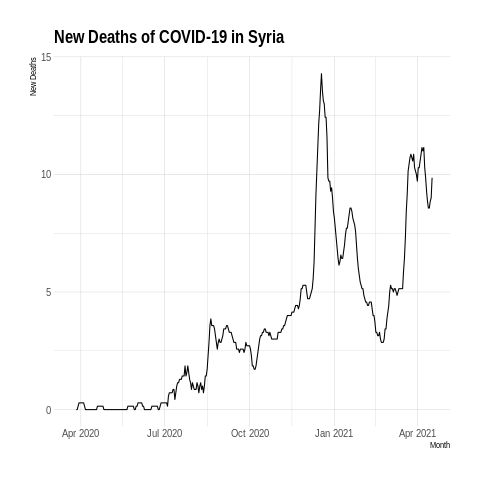 New Deaths of COVID-19 in Syria
New Deaths
15
10
5
0
Apr 2020 Jul 2020 Oct 2020 Jan 2021 Apr 2021
Month